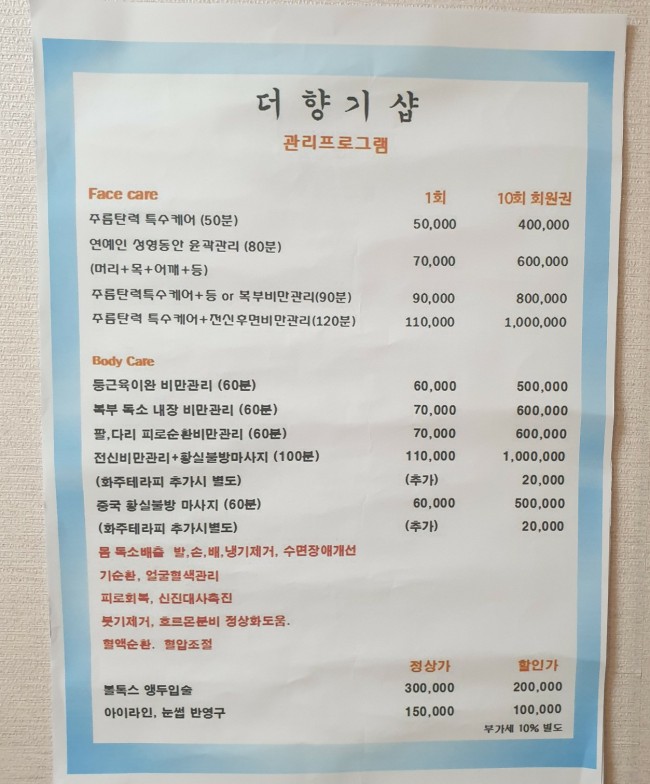 더 향 기 샵
관리프로그램
Face care 1회 10회 회원권
주름탄력 특수케어 (50분) 50,000 400,000
연예인 성형동안 윤곽관리 (80분)
(머리+목+어깨+등) 70,000 600,000
주름탄력특수케어+등 or 복부비만관리(90분) 90,000 800,000
주름탄력 특수케어+전신후면비만관리(120분) 110,000 1,000,000
Body Care
등근육이완 비만관리 (60분) 60,000 500,000
복부 독소 내장 비만관리 (60분) 70,000 600,000
팔,다리 피로순환비만관리 (60분) 70,000 600,000
전신비만관리+황실불방마사지 (100분) 110,000 1,000,000
(화주테라피 추가시 별도) (추가) 20,000
중국 황실불방 마사지 (60분) 60,000 500,000
(화주테라피 추가시별도) (추가) 20,000
몸 독소배출 발,손,배,냉기제거, 수면장애개선
기순환, 얼굴혈색관리
피로회복, 신진대사촉진
붓기제거, 호르몬분비 정상화도움.
혈액순환. 혈압조절
정상가 할인가
볼톡스 앵두입술 300,000 200,000
아이라인, 눈썹 반영구 150,000 100,000
부가세 10% 별도